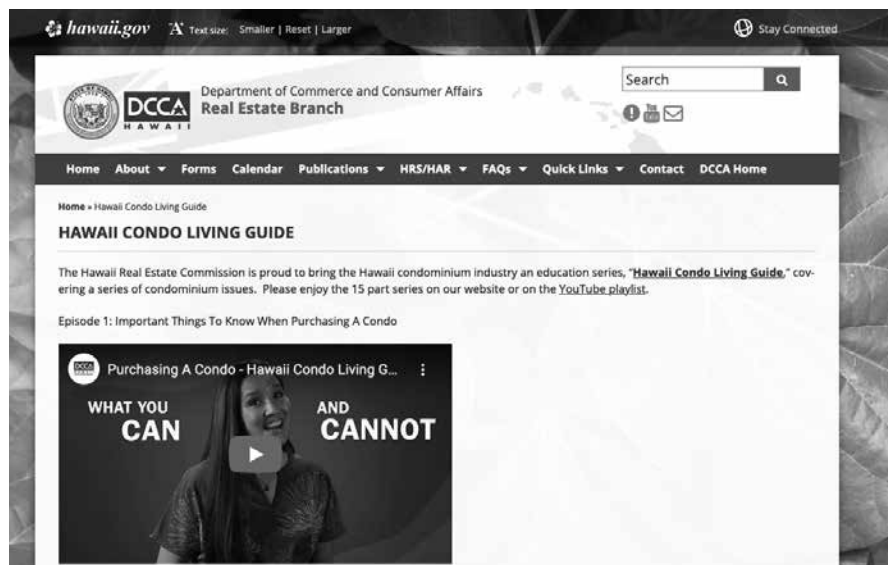 hawaii.gov A Text size: Smaller | Reset | Larger Stay Connected
Department of Commerce and Consumer Affairs
Real Estate Branch
DCCA
HAWAII
Search
Home About Forms Calendar Publications HRS/HAR FAQs Quick Links Contact DCCA Home
Home » Hawaii Condo Living Guide
HAWAII CONDO LIVING GUIDE
The Hawaii Real Estate Commission is proud to bring the Hawaii condominium industry an education series, “Hawaii Condo Living Guide,” cov-
ering a series of condominium issues. Please enjoy the 15 part series on our website or on the YouTube playlist.
Episode 1: Important Things To Know When Purchasing A Condo
DCCA Purchasing A Condo - Hawaii Condo Living G...
WHAT YOU AND
CAN CANNOT